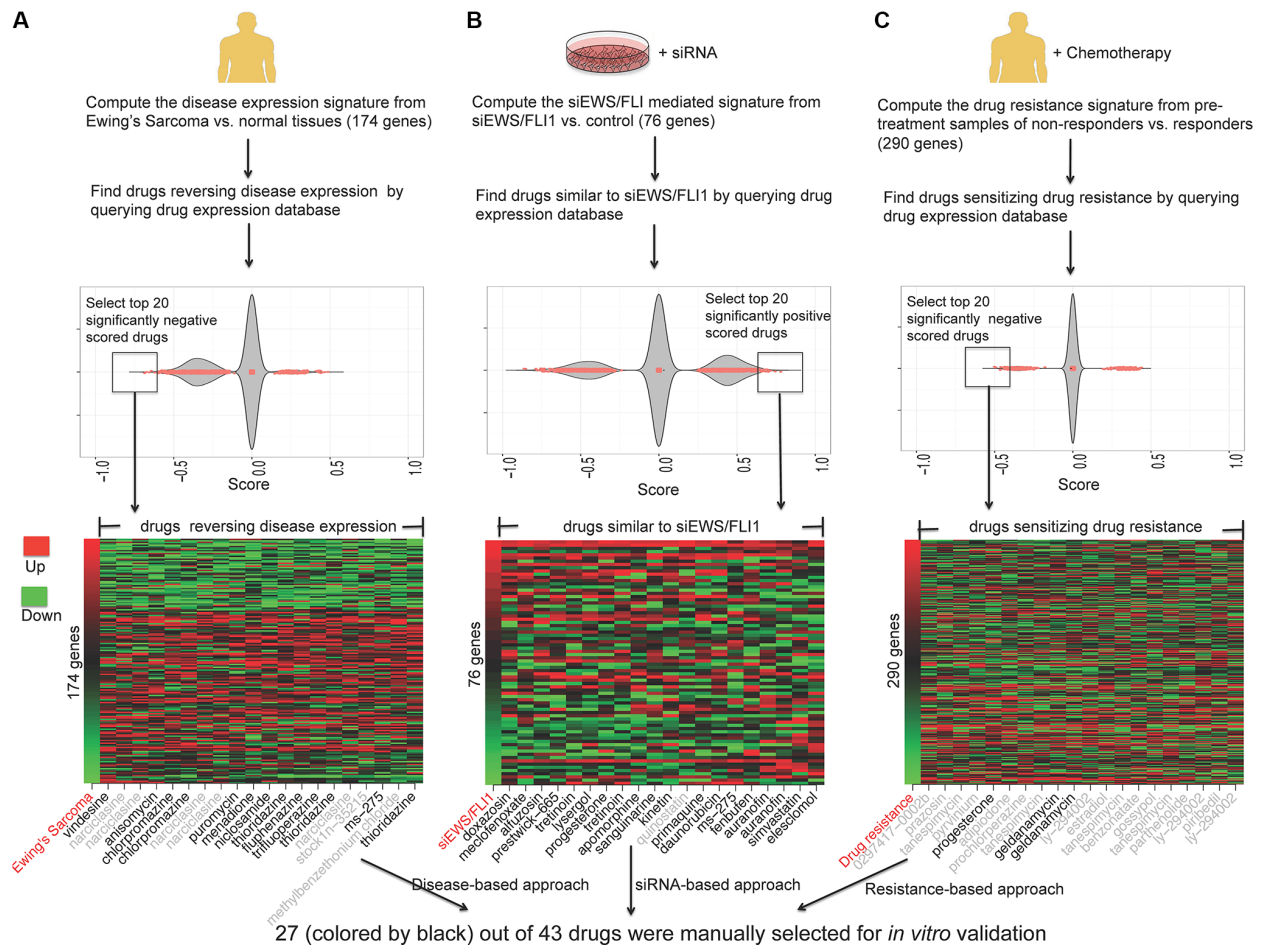 A
Compute the disease expression signature from
Ewing's Sarcoma vs. normal tissues (174 genes)
Find drugs reversing disease expression by
querying drug expression database
Select top 20
significantly negative
scored drugs
-1.0
-0.5
0.0
0.5
1.0
Score
drugs reversing disease expression
Up
Down
174 genes
Ewing's Sarcoma
vindesine
narciclasine
anisomycin
chlorpromazine
chlorpromazine
puromycin
menadione
niclosamide
thioridazine
fluphenazine
trifluoperazine
thioridazine
stock1n-35215
methylbenzethonium
ms-275
thioridazine
B
+ siRNA
Compute the siEWS/FLI mediated signature from
siEWS/FLI1 vs. control (76 genes)
Find drugs similar to siEWS/FLI1 by querying drug
expression database
Select top 20
significantly positive
scored drugs
-1.0
-0.5
0.0
0.5
1.0
Score
drugs similar to siEWS/FLI1
76 genes
siEWS/FLI1
doxazosin
meclofenoxate
alfuzosin
prestwick-665
tretinoin
lysergol
progesterone
tretinoin
apomorphine
sanguinarine
kinetin
primaquine
daunorubicin
ms-275
fenbufen
auranofin
auranofin
simvastatin
elesclomol
C
+ Chemotherapy
Compute the drug resistance signature from pre-
treatment samples of non-responders vs. responders
(290 genes)
Find drugs sensitizing drug resistance by querying
drug expression database
Select top 20
significantly negative
scored drugs
-1.0
-0.5
0.0
0.5
1.0
Score
drugs sensitizing drug resistance
290 genes
Drug resistance
0297417-0002b
progesterone
prochlorperazine
geldanamycin
geldanamycin
ly-294002
estradiol
tanespimycin
benzbromarone
gossypol
tanespimycin
parthenolide
ly-294002
piribedil
ly-294002
Disease-based approach
siRNA-based approach
Resistance-based approach
27 (colored by black) out of 43 drugs were manually selected for in vitro validation